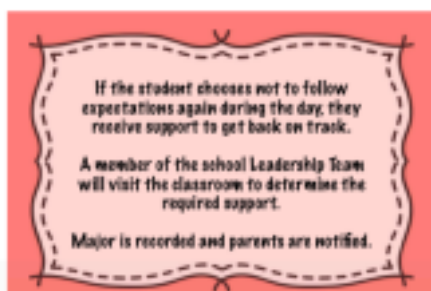 If the student chooses not to follow
expectations again during the day, they
receive support to get back on track.
A member of the school Leadership Team
will visit the classroom to determine the
required support.
Major is recorded and parents are notified.